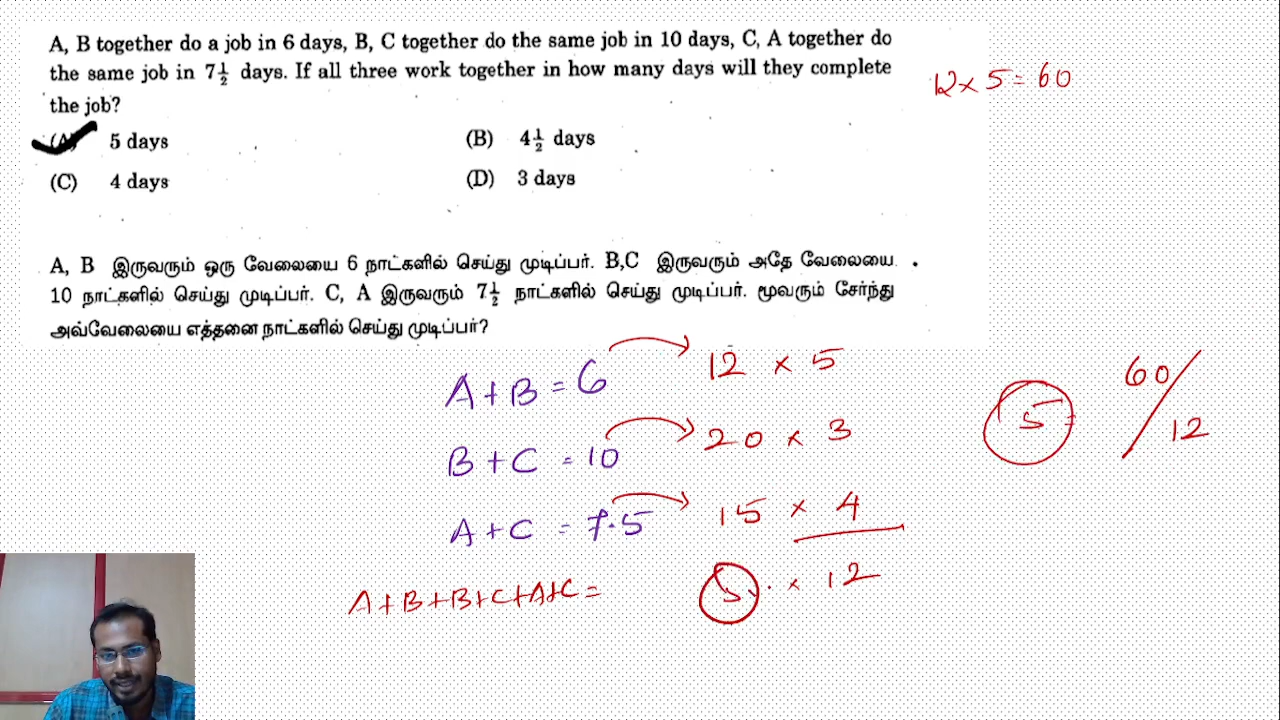 A, B together do a job in 6 days, B, C together do the same job in 10 days, C, A together do
the same job in 7½ days. If all three work together in how many days will they complete
the job?
(A) 5 days
(B) 4½ days
(C) 4 days
(D) 3 days
A, B இருவரும் ஒரு வேலையை 6 நாட்களில் செய்து முடிப்பர். B,C இருவரும் அதே வேலையை
10 நாட்களில் செய்து முடிப்பர். C, A இருவரும் 7½ நாட்களில் செய்து முடிப்பர். மூவரும் சேர்ந்து
அவ்வேலையை எத்தனை நாட்களில் செய்து முடிப்பர்?
12 x 5 = 60
A + B = 6 12 x 5
B + C = 10 20 x 3
A + C = 7.5 15 x 4
A+B+B+C+A+C = 5 x 12
5 = 60/12